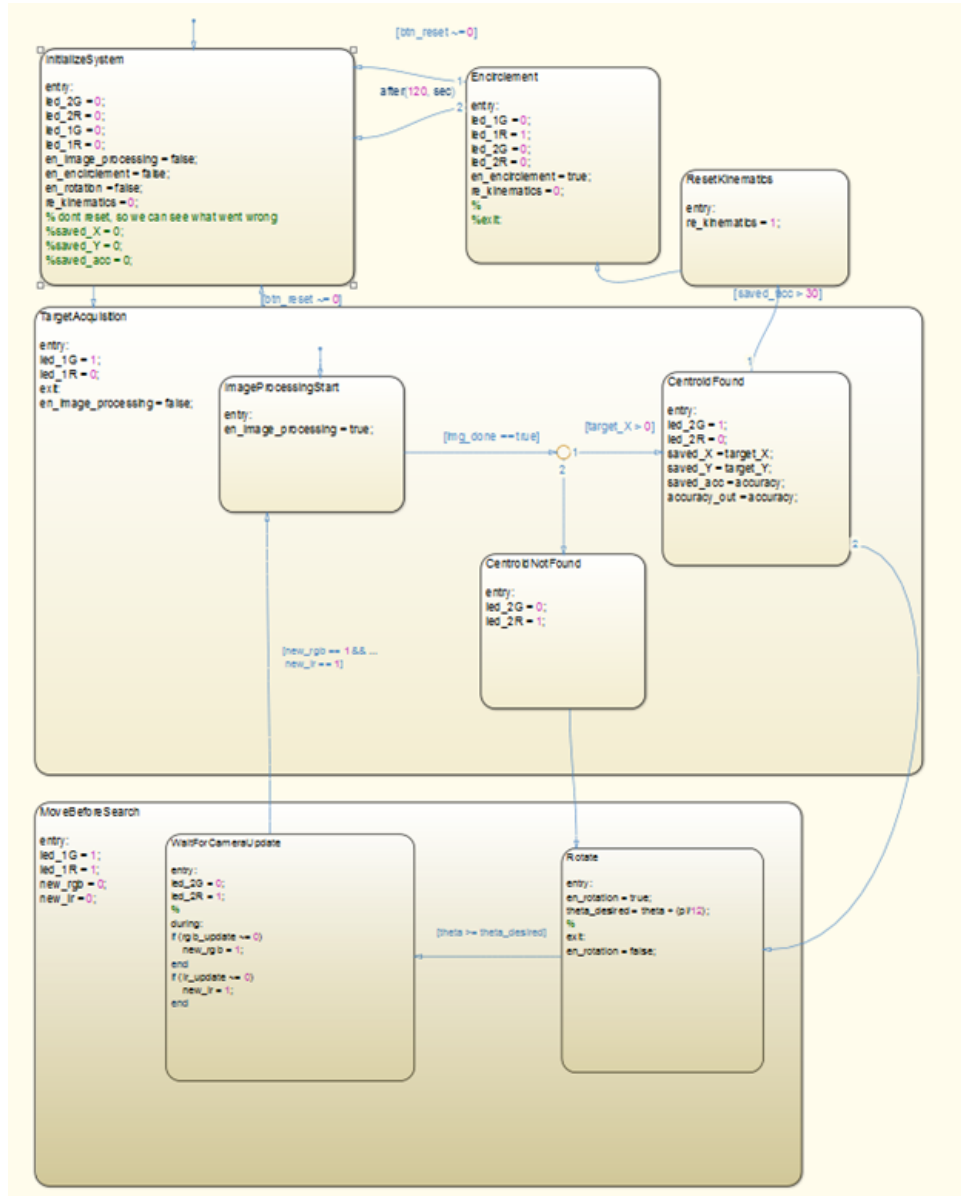 [btn_reset ~=0]
InitializeSystem
entry:
led_2G = 0;
led_2R = 0;
led_1G = 0;
led_1R = 0;
en_image_processing = false;
en_encirclement = false;
en_rotation = false;
re_kinematics = 0;
% dont reset, so we can see what went wrong
%saved_X = 0;
%saved_Y = 0;
%saved_acc = 0;
1
after(120, sec)
2
Encirclement
entry:
led_1G = 0;
led_1R = 1;
led_2G = 0;
led_2R = 0;
en_encirclement = true;
re_kinematics = 0;
%
%exit:
ResetKinematics
entry:
re_kinematics = 1;
[btn_reset ~= 0]
[saved_acc > 30]
TargetAcquisition
entry:
led_1G = 1;
led_1R = 0;
exit:
en_image_processing = false;
ImageProcessingStart
entry:
en_image_processing = true;
[img_done ==true]
1
2
[target_X > 0]
1
CentroidFound
entry:
led_2G = 1;
led_2R = 0;
saved_X = target_X;
saved_Y = target_Y;
saved_acc = accuracy;
accuracy_out = accuracy;
2
CentroidNotFound
entry:
led_2G = 0;
led_2R = 1;
[new_rgb == 1 && ...
new_ir == 1]
MoveBeforeSearch
entry:
led_1G = 1;
led_1R = 1;
new_rgb = 0;
new_ir = 0;
WaitForCameraUpdate
entry:
led_2G = 0;
led_2R = 1;
%
during:
if (rgb_update ~= 0)
new_rgb = 1;
end
if (ir_update ~= 0)
new_ir = 1;
end
[theta >= theta_desired]
Rotate
entry:
en_rotation = true;
theta_desired = theta + (pi/12);
%
exit:
en_rotation = false;